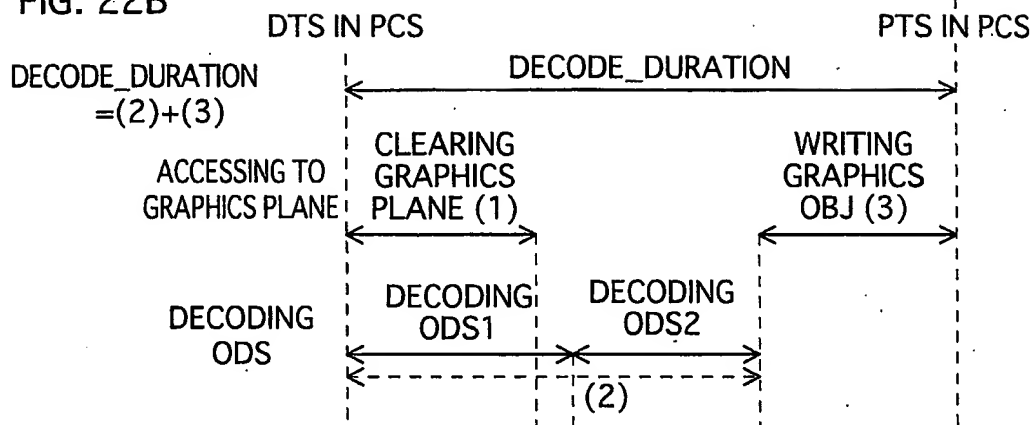 FIG. 22B
DTS IN PCS
PTS IN PCS
DECODE_DURATION
=(2)+(3)
DECODE_DURATION
ACCESSING TO
GRAPHICS PLANE
CLEARING
GRAPHICS
PLANE (1)
WRITING
GRAPHICS
OBJ (3)
DECODING
ODS
DECODING
ODS1
DECODING
ODS2
(2)